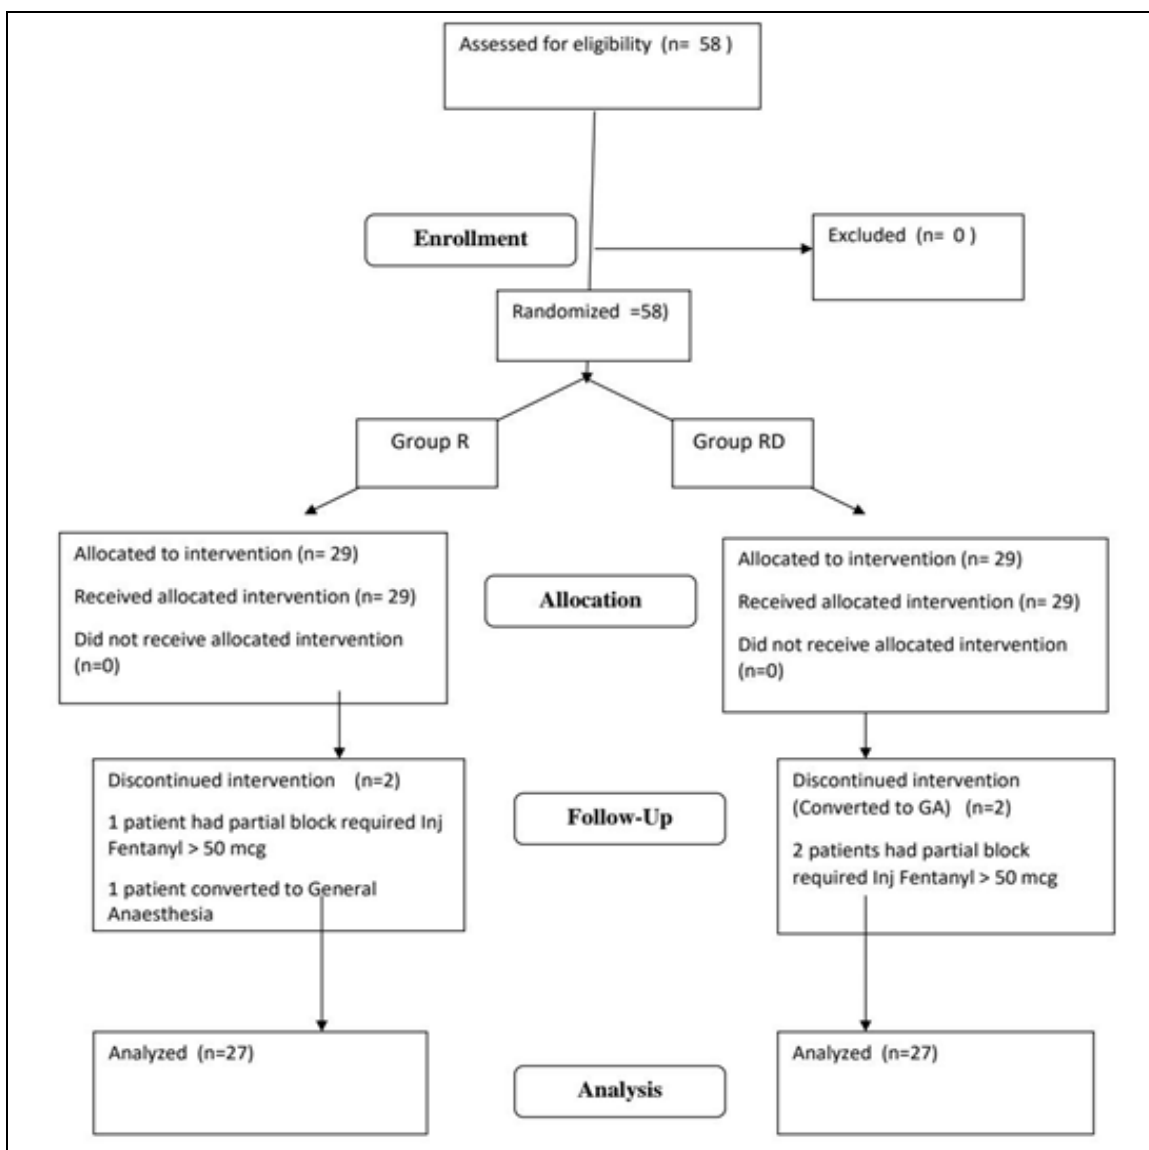 Assessed for eligibility (n= 58 )
Enrollment
Excluded (n= 0 )
Randomized =58)
Group R
Group RD
Allocated to intervention (n= 29)
Received allocated intervention (n= 29)
Did not receive allocated intervention
(n=0)
Allocation
Allocated to intervention (n= 29)
Received allocated intervention (n= 29)
Did not receive allocated intervention
(n=0)
Discontinued intervention (n=2)
1 patient had partial block required Inj
Fentanyl > 50 mcg
1 patient converted to General
Anaesthesia
Follow-Up
Discontinued intervention
(Converted to GA) (n=2)
2 patients had partial block
required Inj Fentanyl > 50 mcg
Analyzed (n=27)
Analysis
Analyzed (n=27)